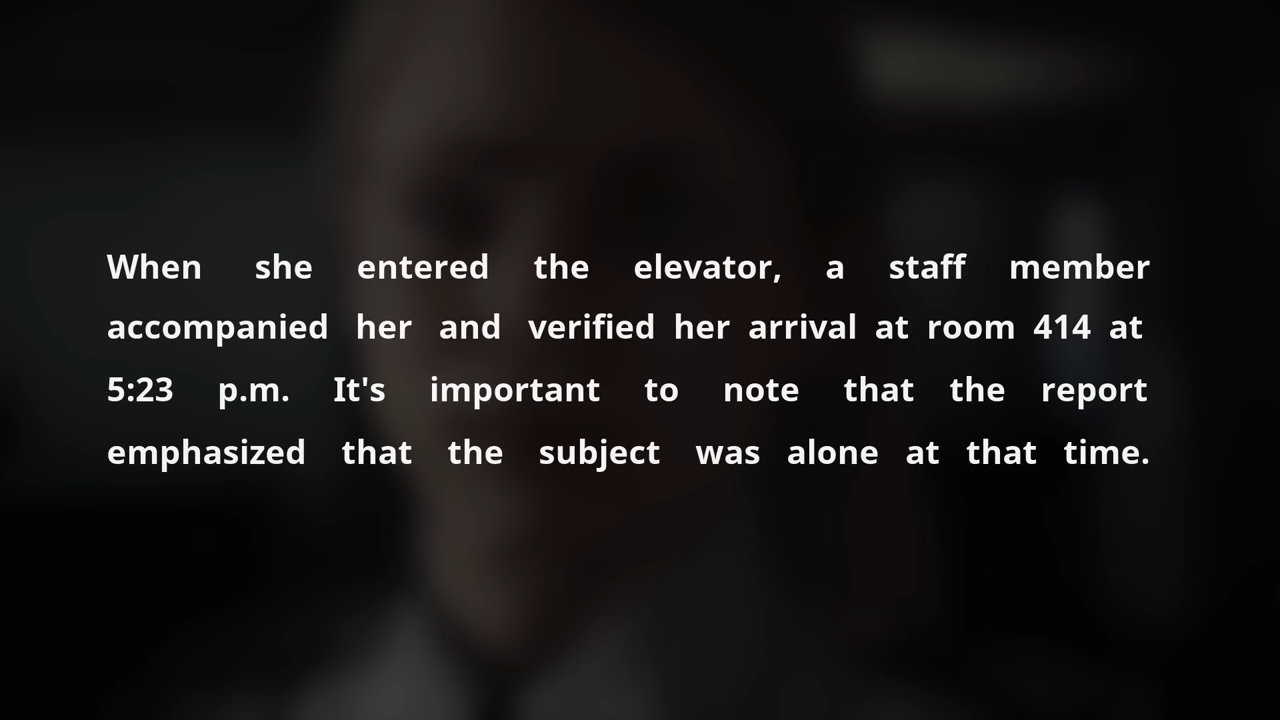 When she entered the elevator, a staff member
accompanied her and verified her arrival at room 414 at
5:23 p.m. It's important to note that the report
emphasized that the subject was alone at that time.